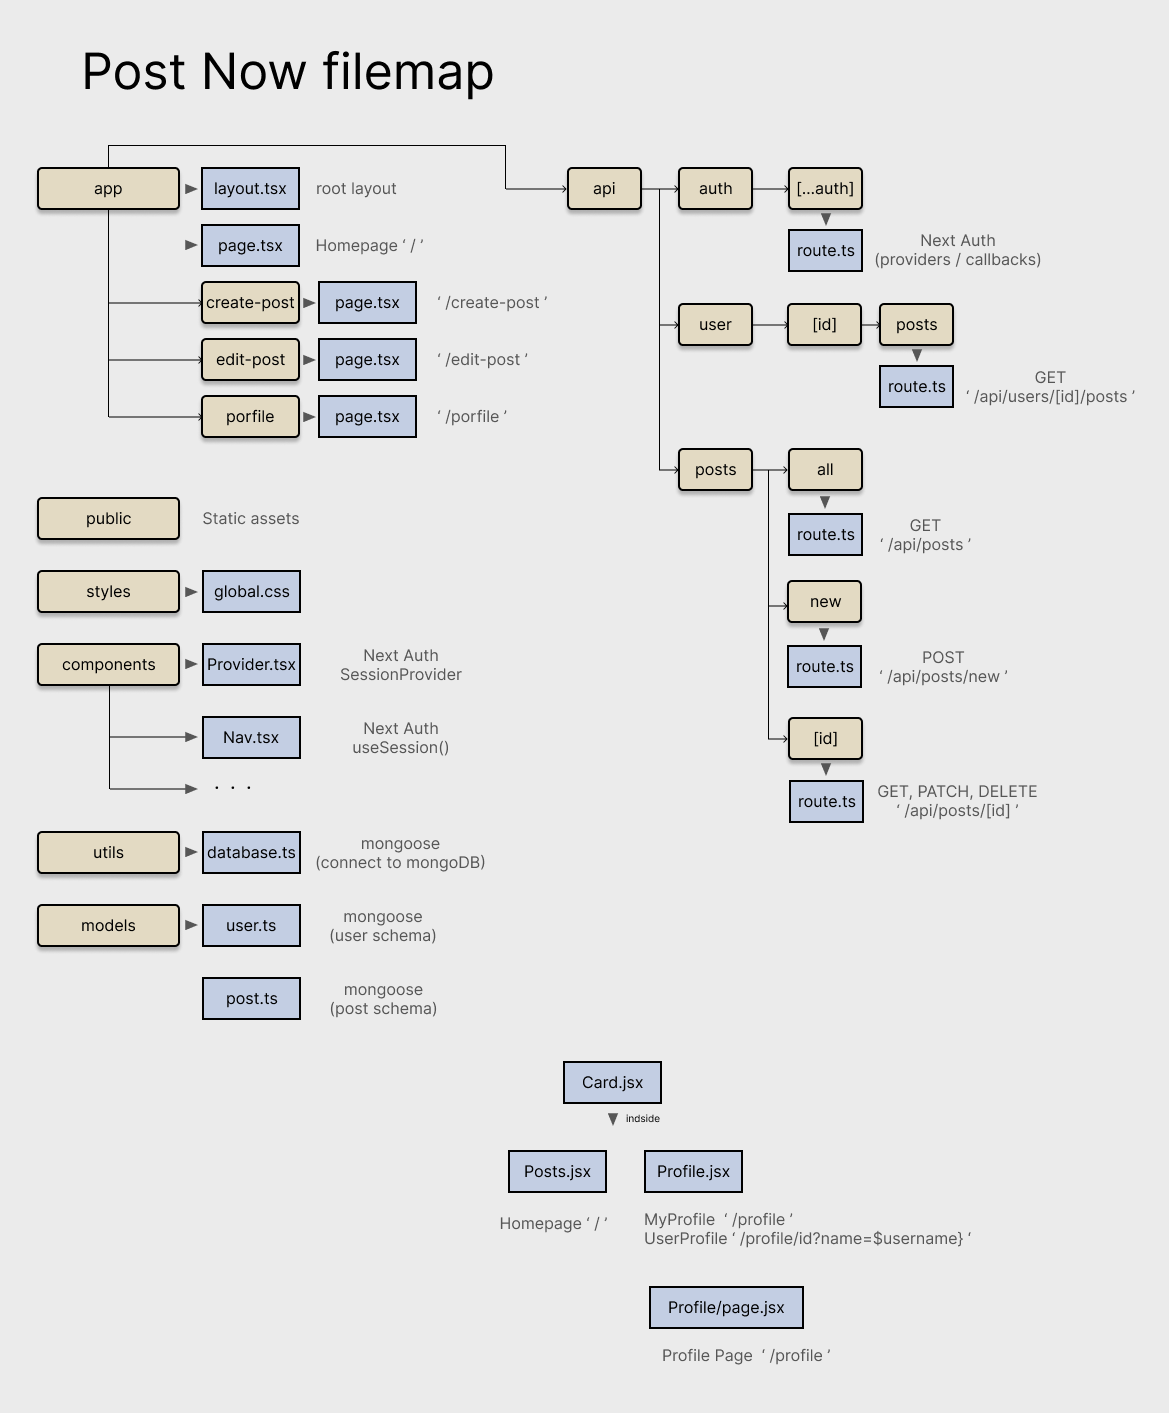 Post Now filemap
app
layout.tsx
root layout
page.tsx
Homepage ‘ / ’
create-post
page.tsx
‘ /create-post ’
edit-post
page.tsx
‘ /edit-post ’
porfile
page.tsx
‘ /porfile ’
api
auth
[...auth]
route.ts
Next Auth
(providers / callbacks)
user
[id]
posts
route.ts
GET
‘ /api/users/[id]/posts ’
posts
all
route.ts
GET
‘ /api/posts ’
new
route.ts
POST
‘ /api/posts/new ’
[id]
route.ts
GET, PATCH, DELETE
‘ /api/posts/[id] ’
public
Static assets
styles
global.css
components
Provider.tsx
Next Auth
SessionProvider
Nav.tsx
Next Auth
useSession()
. . .
utils
database.ts
mongoose
(connect to mongoDB)
models
user.ts
mongoose
(user schema)
post.ts
mongoose
(post schema)
Card.jsx
indside
Posts.jsx
Homepage ‘ / ’
Profile.jsx
MyProfile ‘ /profile ’
UserProfile ‘ /profile/id?name=$username} ‘
Profile/page.jsx
Profile Page ‘ /profile ’